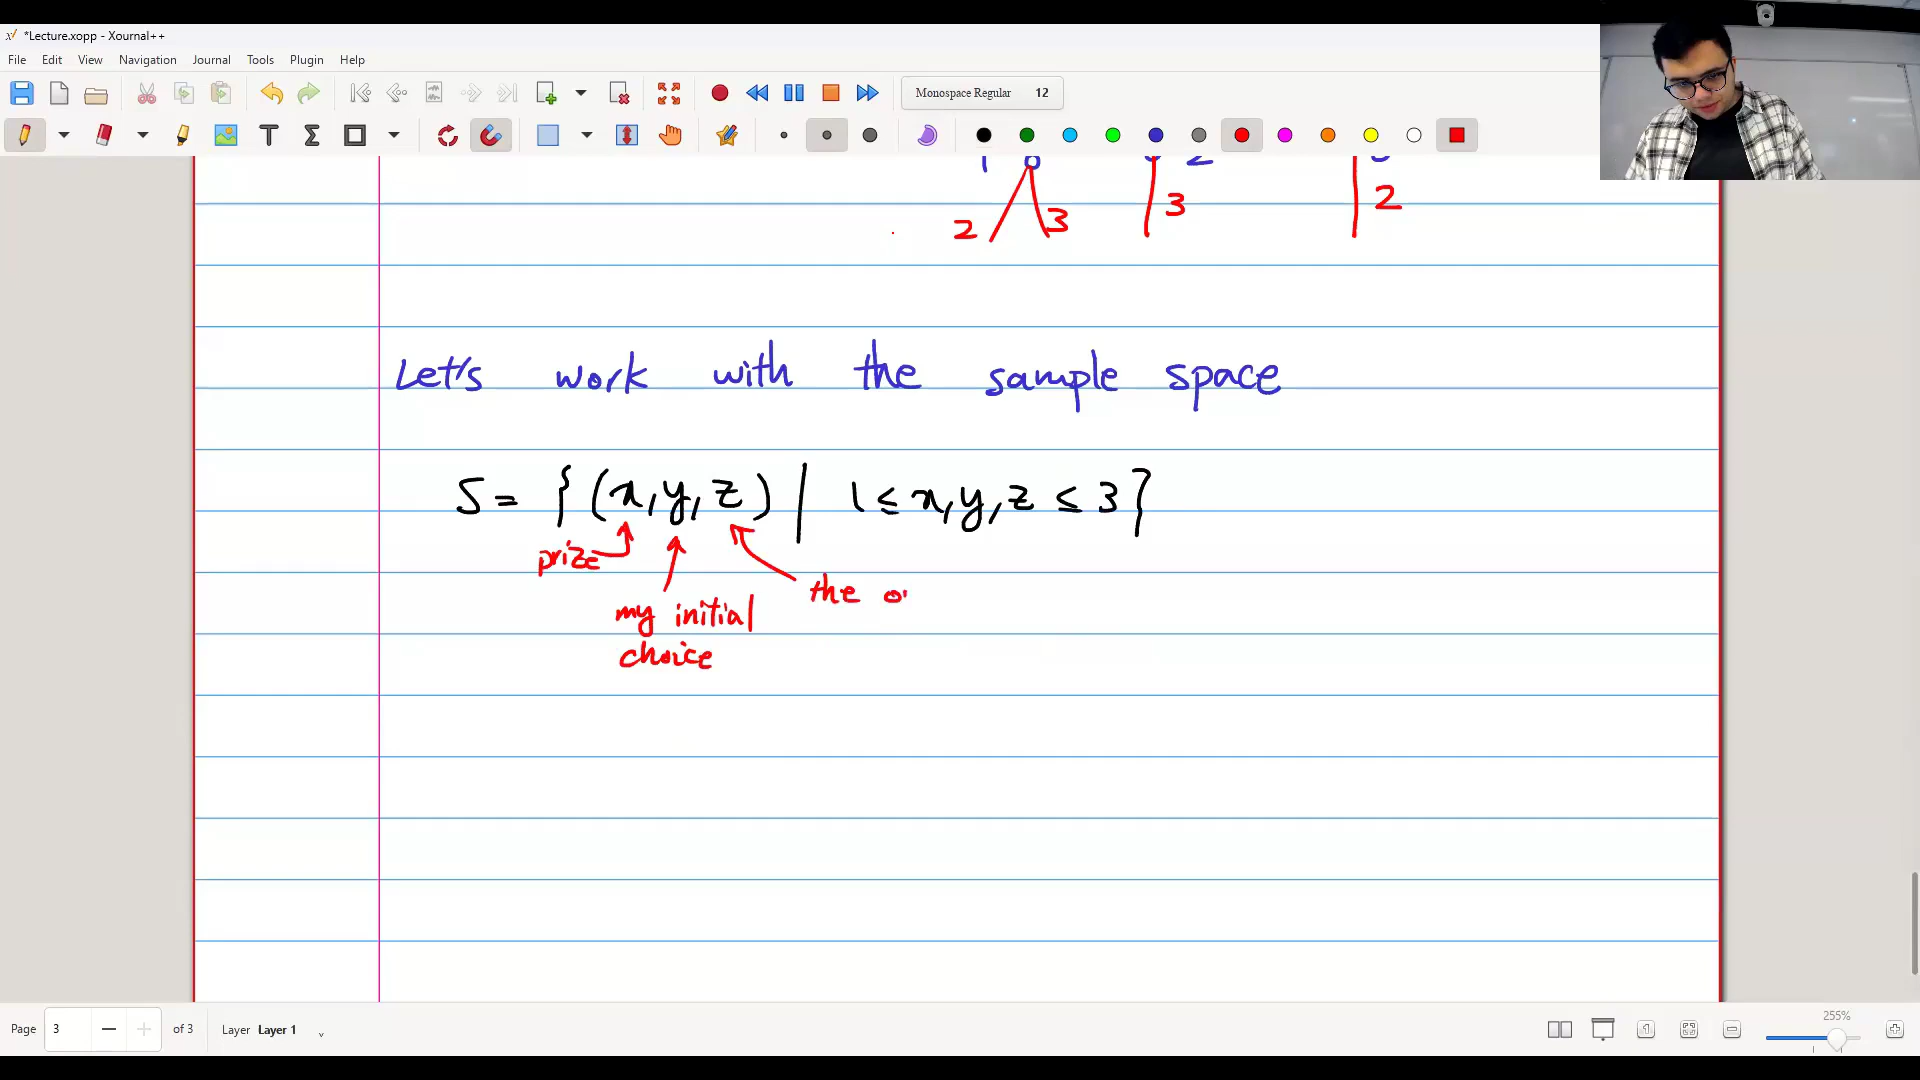 *Lecture.xopp - Xournal++
File Edit View Navigation Journal Tools Plugin Help
Monospace Regular 12
2 3 3 2
Let's work with the sample space
S = {(x, y, z) | 1 ≤ x, y, z ≤ 3}
prize
my initial
choice
the o
Page 3 of 3 Layer Layer 1 255%